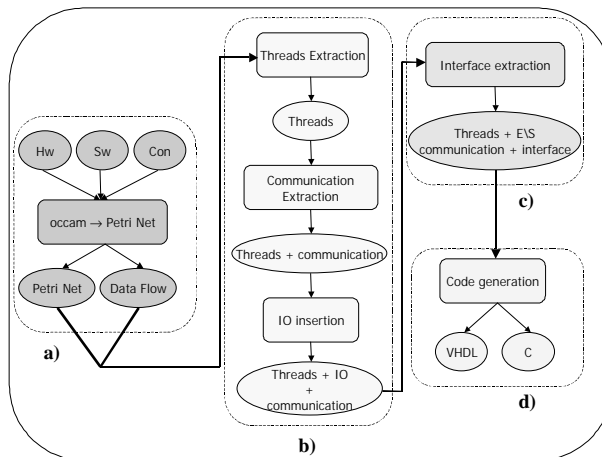 Hw
Sw
Con
occam → Petri Net
Petri Net
Data Flow
a)
Threads Extraction
Threads
Communication
Extraction
Threads + communication
IO insertion
Threads + IO
+
communication
b)
Interface extraction
Threads + E\S
communication + interface
c)
Code generation
VHDL
C
d)